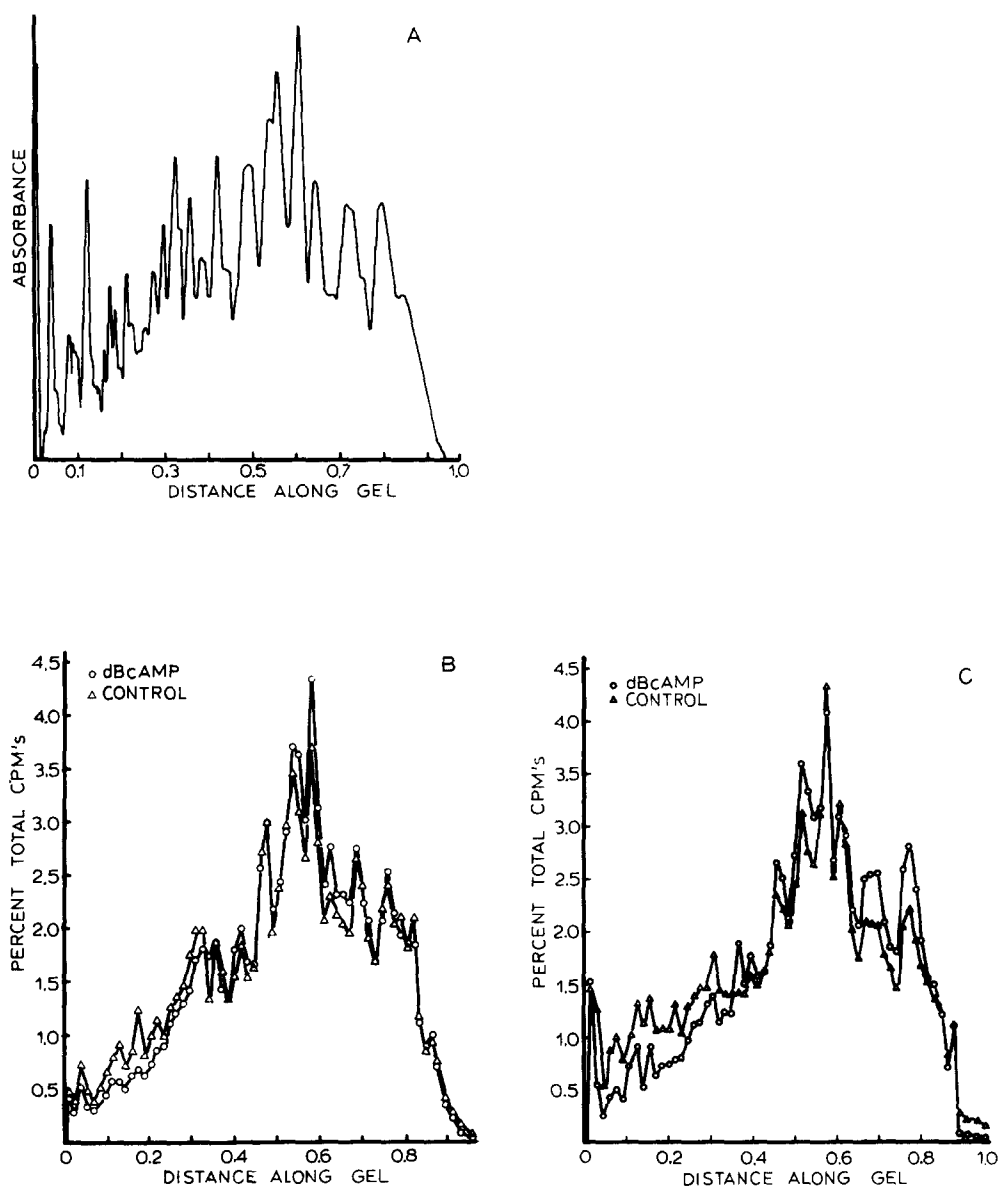 A
ABSORBANCE
0 0.1 0.3 0.5 0.7 1.0
DISTANCE ALONG GEL
B
dBcAMP
CONTROL
4.5
4.0
3.5
3.0
2.5
2.0
1.5
1.0
0.5
PERCENT TOTAL CPM's
0 0.2 0.4 0.6 0.8
DISTANCE ALONG GEL
C
dBcAMP
CONTROL
4.5
4.0
3.5
3.0
2.5
2.0
1.5
1.0
0.5
PERCENT TOTAL CPM's
0 0.2 0.4 0.6 0.8 1.0
DISTANCE ALONG GEL